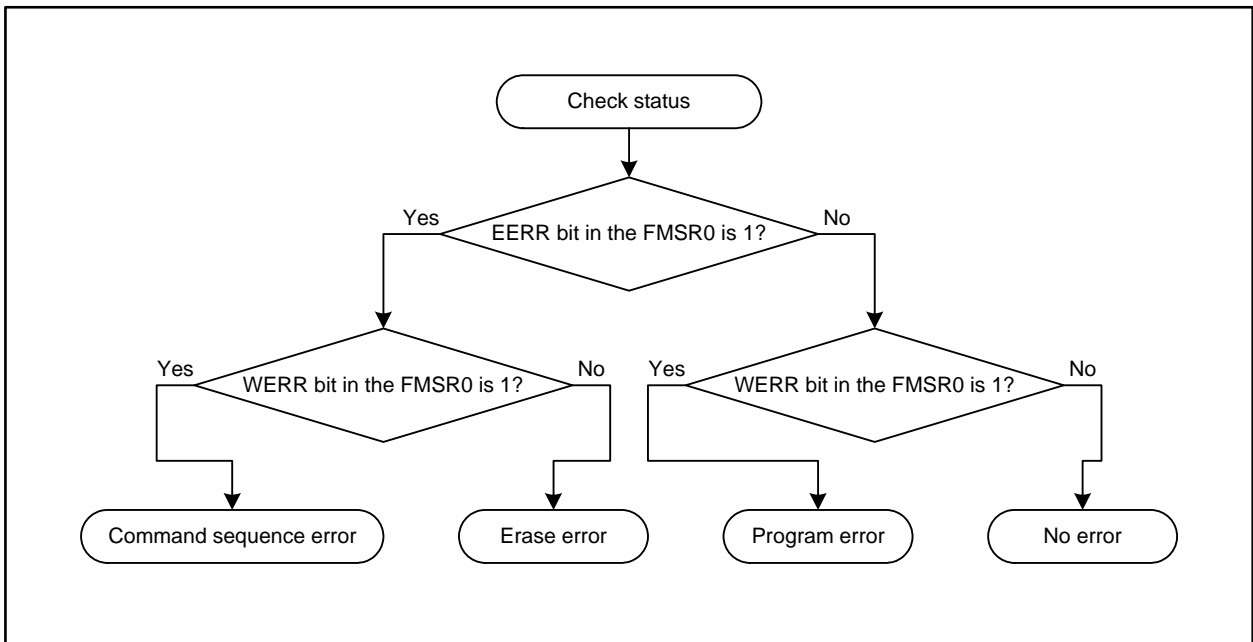 Check status
EERR bit in the FMSR0 is 1?
Yes
No
WERR bit in the FMSR0 is 1?
Yes
No
WERR bit in the FMSR0 is 1?
Yes
No
Command sequence error
Erase error
Program error
No error